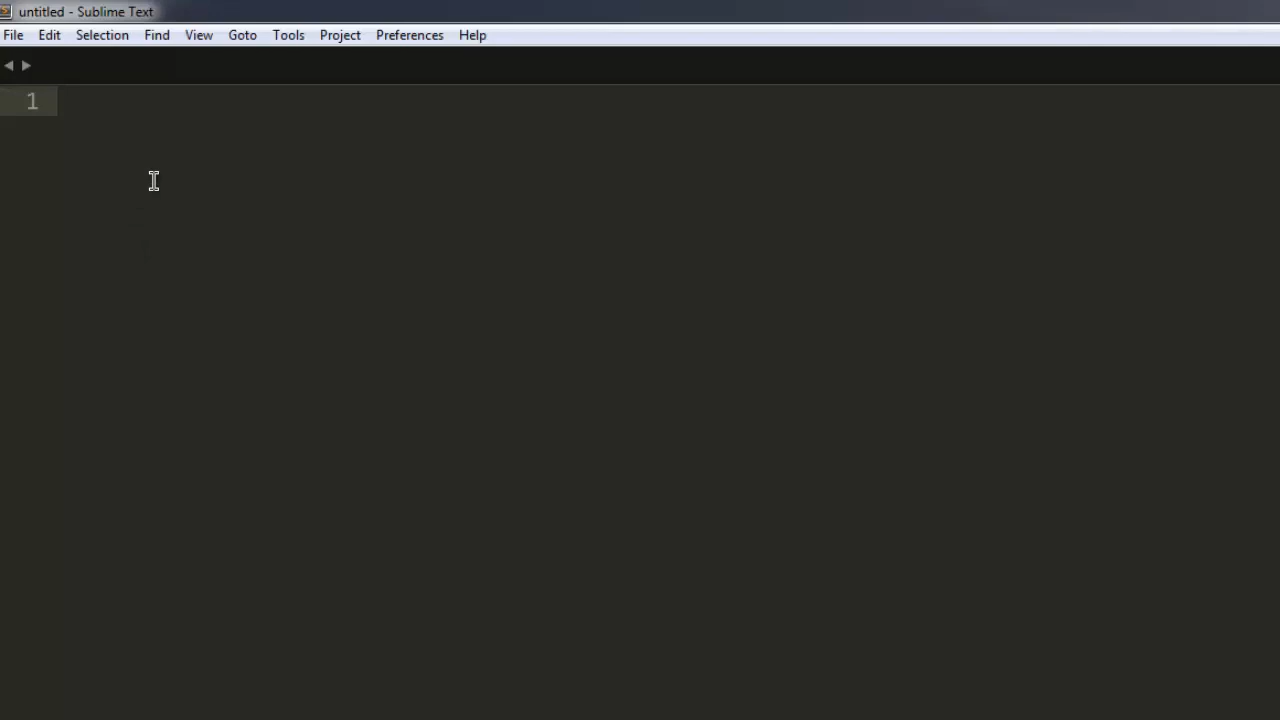 untitled - Sublime Text
File Edit Selection Find View Goto Tools Project Preferences Help
1